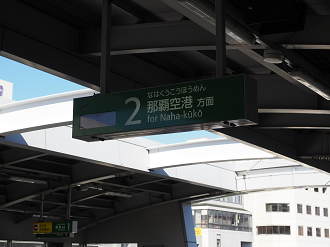 なはくうこうほうめん
2 那覇空港 方面
for Naha-kūkō